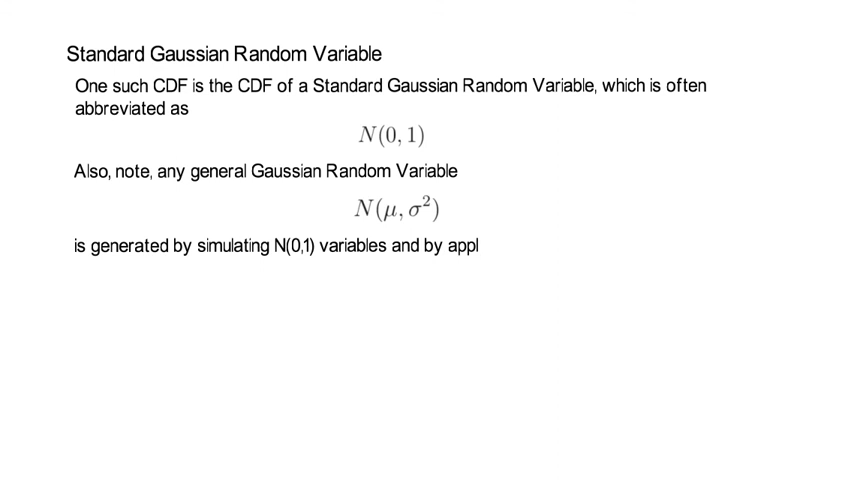 Standard Gaussian Random Variable
One such CDF is the CDF of a Standard Gaussian Random Variable, which is often
abbreviated as
N(0, 1)
Also, note, any general Gaussian Random Variable
N(μ, σ²)
is generated by simulating N(0,1) variables and by appl